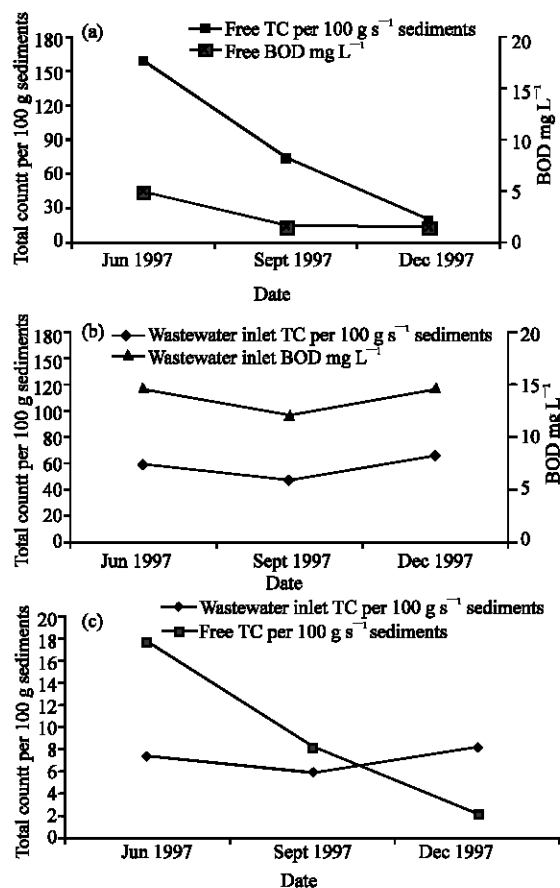 (a)
Free TC per 100 g s⁻¹ sediments
Free BOD mg L⁻¹
Total countt per 100 g sediments
180
150
120
90
60
30
0
20
15
10
5
0
BOD mg L⁻¹
Jun 1997 Sept 1997 Dec 1997
Date
(b)
Wastewater inlet TC per 100 g s⁻¹ sediments
Wastewater inlet BOD mg L⁻¹
Total countt per 100 g sediments
180
150
120
100
80
60
40
20
0
20
15
10
5
0
BOD mg L⁻¹
Jun 1997 Sept 1997 Dec 1997
Date
(c)
Wastewater inlet TC per 100 g s⁻¹ sediments
Free TC per 100 g s⁻¹ sediments
Total countt per 100 g sediments
20
18
16
14
12
10
8
6
4
2
0
Jun 1997 Sept 1997 Dec 1997
Date